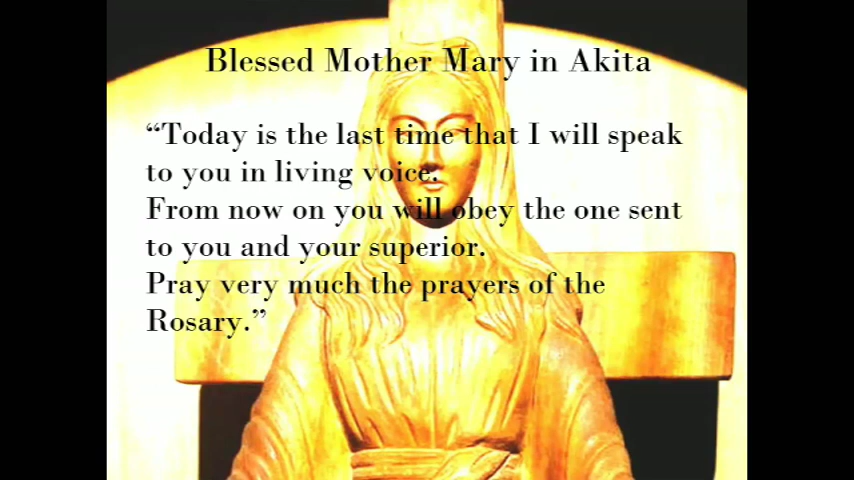 Blessed Mother Mary in Akita
“Today is the last time that I will speak
to you in living voice.
From now on you will obey the one sent
to you and your superior.
Pray very much the prayers of the
Rosary.”